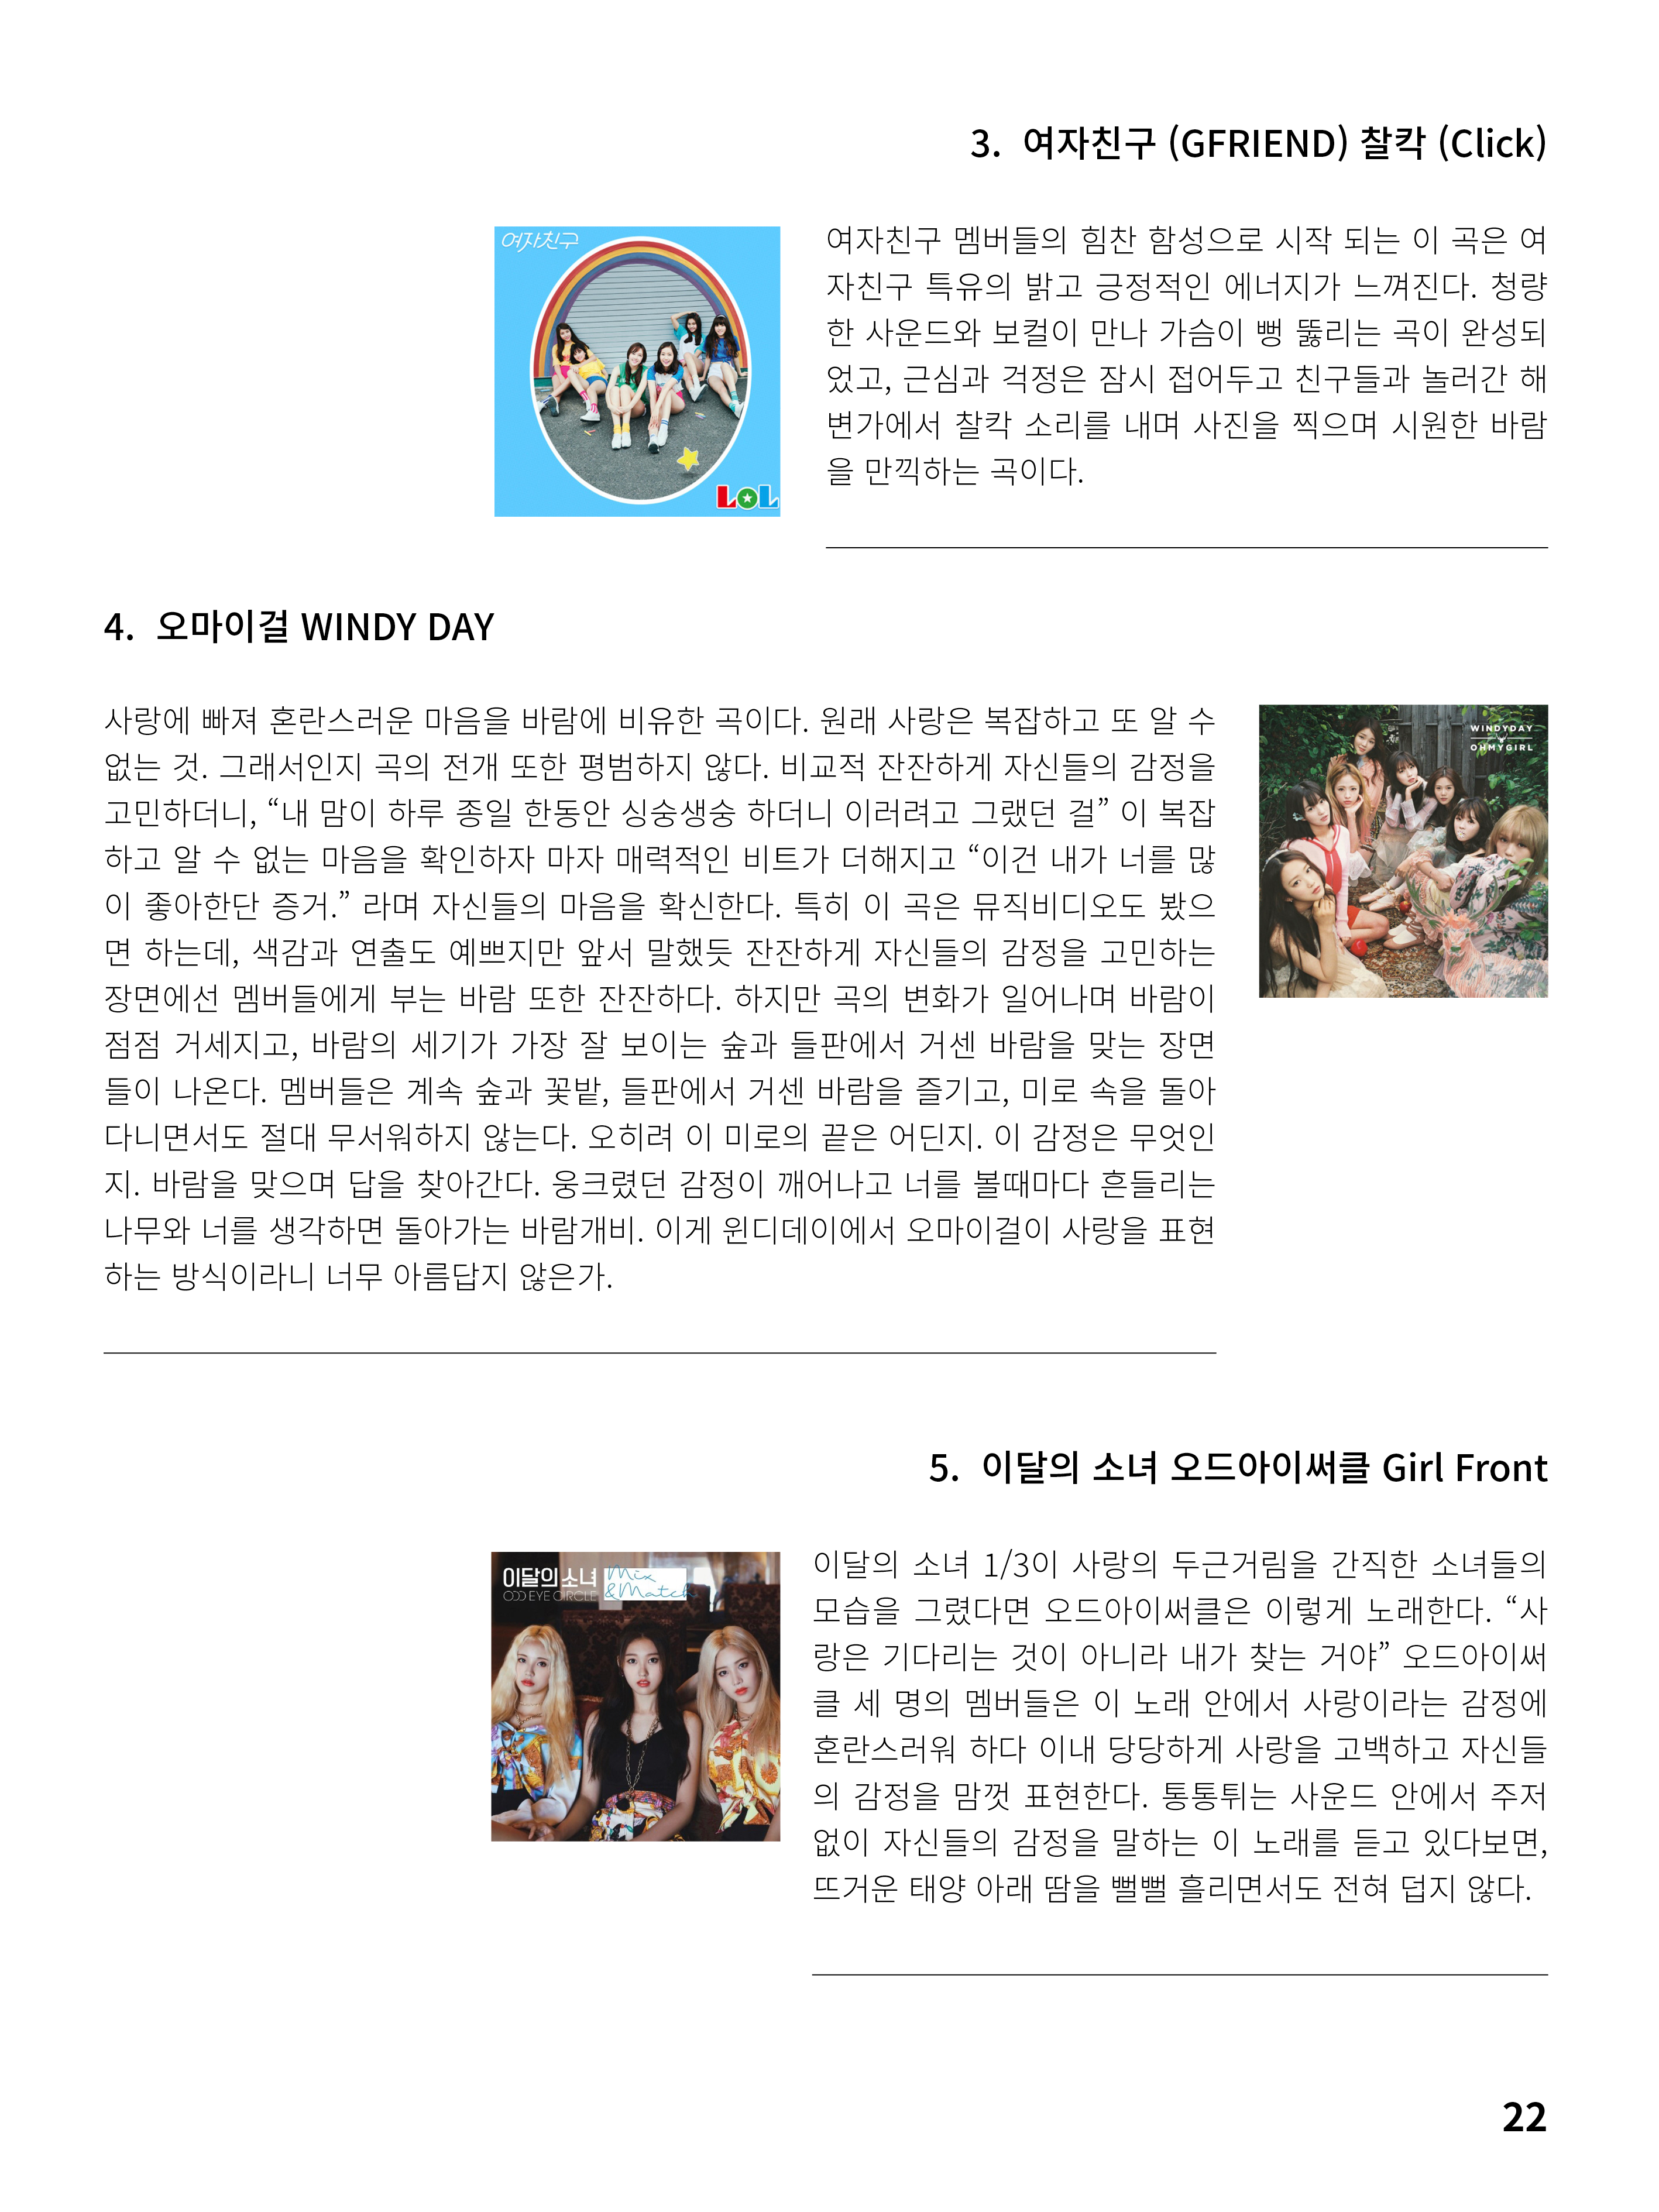 3. 여자친구 (GFRIEND) 찰칵 (Click)
여자친구
LOL
여자친구 멤버들의 힘찬 함성으로 시작 되는 이 곡은 여
자친구 특유의 밝고 긍정적인 에너지가 느껴진다. 청량
한 사운드와 보컬이 만나 가슴이 뻥 뚫리는 곡이 완성되
었고, 근심과 걱정은 잠시 접어두고 친구들과 놀러간 해
변가에서 찰칵 소리를 내며 사진을 찍으며 시원한 바람
을 만끽하는 곡이다.
4. 오마이걸 WINDY DAY
사랑에 빠져 혼란스러운 마음을 바람에 비유한 곡이다. 원래 사랑은 복잡하고 또 알 수
없는 것. 그래서인지 곡의 전개 또한 평범하지 않다. 비교적 잔잔하게 자신들의 감정을
고민하더니, “내 맘이 하루 종일 한동안 싱숭생숭 하더니 이러려고 그랬던 걸” 이 복잡
하고 알 수 없는 마음을 확인하자 마자 매력적인 비트가 더해지고 “이건 내가 너를 많
이 좋아한단 증거.” 라며 자신들의 마음을 확신한다. 특히 이 곡은 뮤직비디오도 봤으
면 하는데, 색감과 연출도 예쁘지만 앞서 말했듯 잔잔하게 자신들의 감정을 고민하는
장면에선 멤버들에게 부는 바람 또한 잔잔하다. 하지만 곡의 변화가 일어나며 바람이
점점 거세지고, 바람의 세기가 가장 잘 보이는 숲과 들판에서 거센 바람을 맞는 장면
들이 나온다. 멤버들은 계속 숲과 꽃밭, 들판에서 거센 바람을 즐기고, 미로 속을 돌아
다니면서도 절대 무서워하지 않는다. 오히려 이 미로의 끝은 어딘지. 이 감정은 무엇인
지. 바람을 맞으며 답을 찾아간다. 웅크렸던 감정이 깨어나고 너를 볼때마다 흔들리는
나무와 너를 생각하면 돌아가는 바람개비. 이게 윈디데이에서 오마이걸이 사랑을 표현
하는 방식이라니 너무 아름답지 않은가.
WINDYDAY
OHMYGIRL
5. 이달의 소녀 오드아이써클 Girl Front
이달의 소녀 Mix
ODD EYE CIRCLE &Match
이달의 소녀 1/3이 사랑의 두근거림을 간직한 소녀들의
모습을 그렸다면 오드아이써클은 이렇게 노래한다. “사
랑은 기다리는 것이 아니라 내가 찾는 거야” 오드아이써
클 세 명의 멤버들은 이 노래 안에서 사랑이라는 감정에
혼란스러워 하다 이내 당당하게 사랑을 고백하고 자신들
의 감정을 맘껏 표현한다. 통통튀는 사운드 안에서 주저
없이 자신들의 감정을 말하는 이 노래를 듣고 있다보면,
뜨거운 태양 아래 땀을 뻘뻘 흘리면서도 전혀 덥지 않다.
22